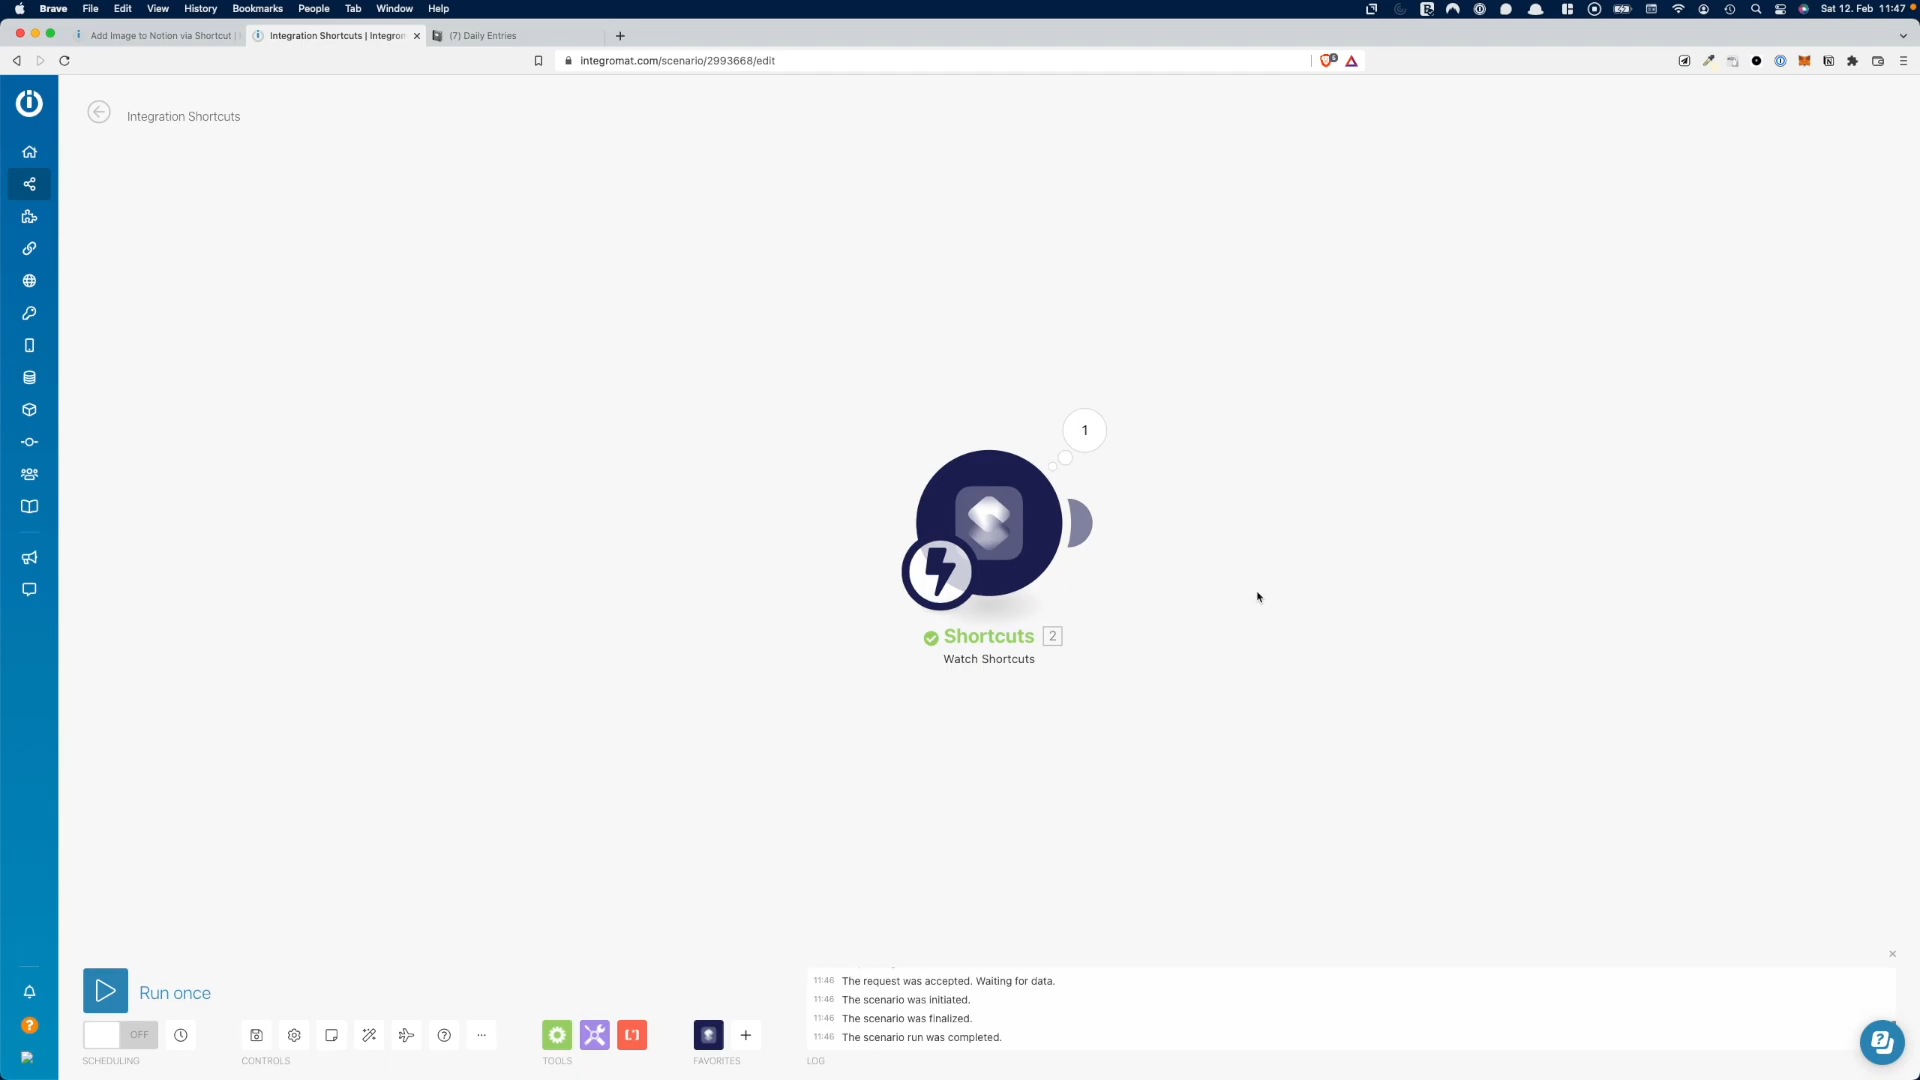 Brave File Edit View History Bookmarks People Tab Window Help
Sat 12. Feb 11:47
Add Image to Notion via Shortcut |
Integration Shortcuts | Integrom
(7) Daily Entries
integromat.com/scenario/2993668/edit
Integration Shortcuts
1
Shortcuts 2
Watch Shortcuts
Run once
OFF
SCHEDULING
CONTROLS
TOOLS
FAVORITES
LOG
11:46 The request was accepted. Waiting for data.
11:46 The scenario was initiated.
11:46 The scenario was finalized.
11:46 The scenario run was completed.